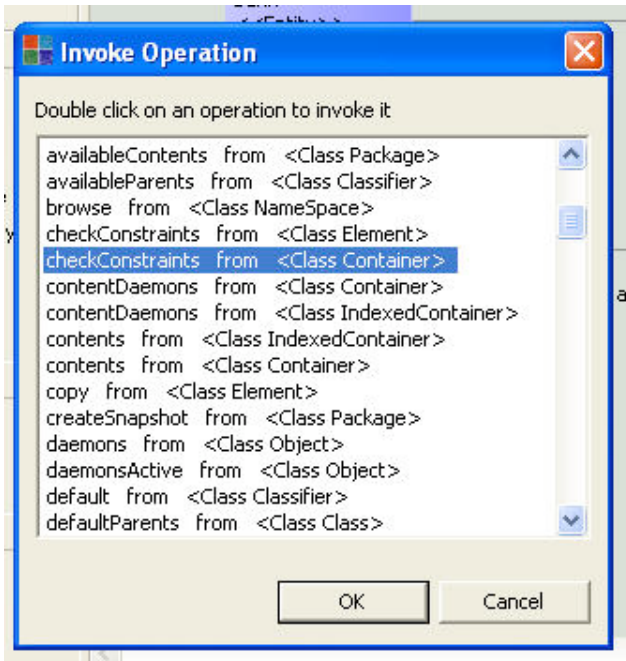 <<Entity>>
Invoke Operation
Double click on an operation to invoke it
availableContents from <Class Package>
availableParents from <Class Classifier>
browse from <Class NameSpace>
checkConstraints from <Class Element>
checkConstraints from <Class Container>
contentDaemons from <Class Container>
contentDaemons from <Class IndexedContainer>
contents from <Class IndexedContainer>
contents from <Class Container>
copy from <Class Element>
createSnapshot from <Class Package>
daemons from <Class Object>
daemonsActive from <Class Object>
default from <Class Classifier>
defaultParents from <Class Class>
OK Cancel